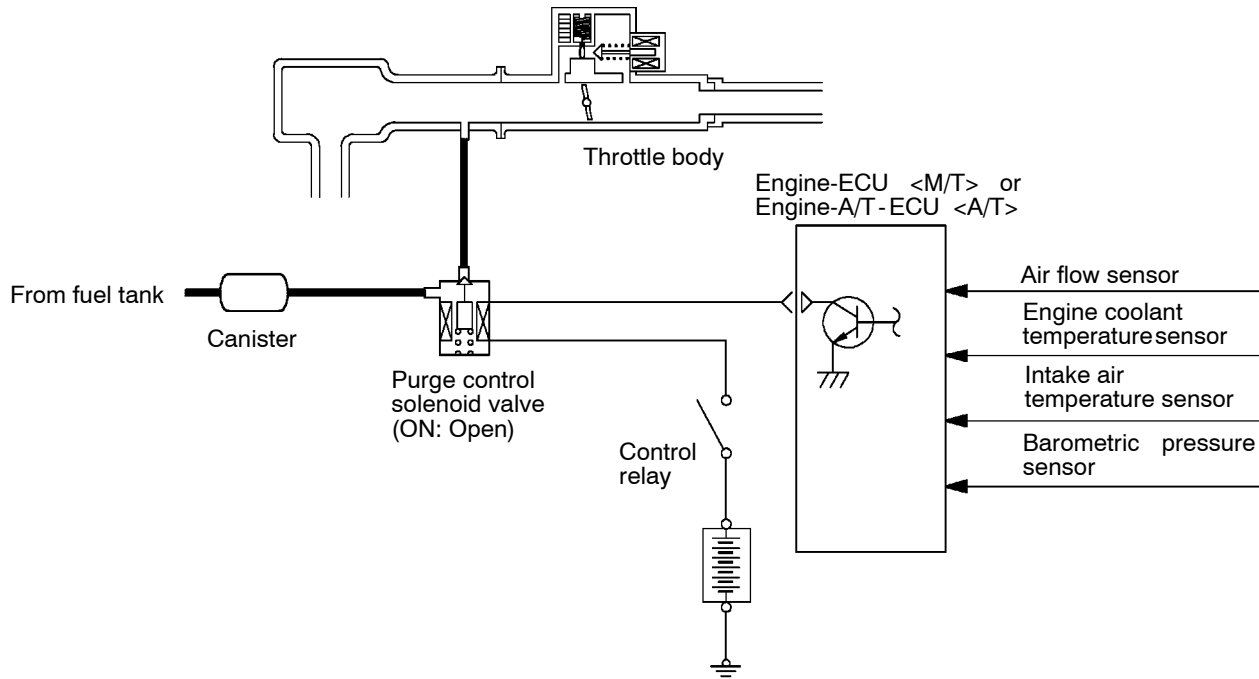 Throttle body
Engine-ECU <M/T> or
Engine-A/T-ECU <A/T>
From fuel tank
Canister
Purge control
solenoid valve
(ON: Open)
Control
relay
Air flow sensor
Engine coolant
temperature sensor
Intake air
temperature sensor
Barometric pressure
sensor